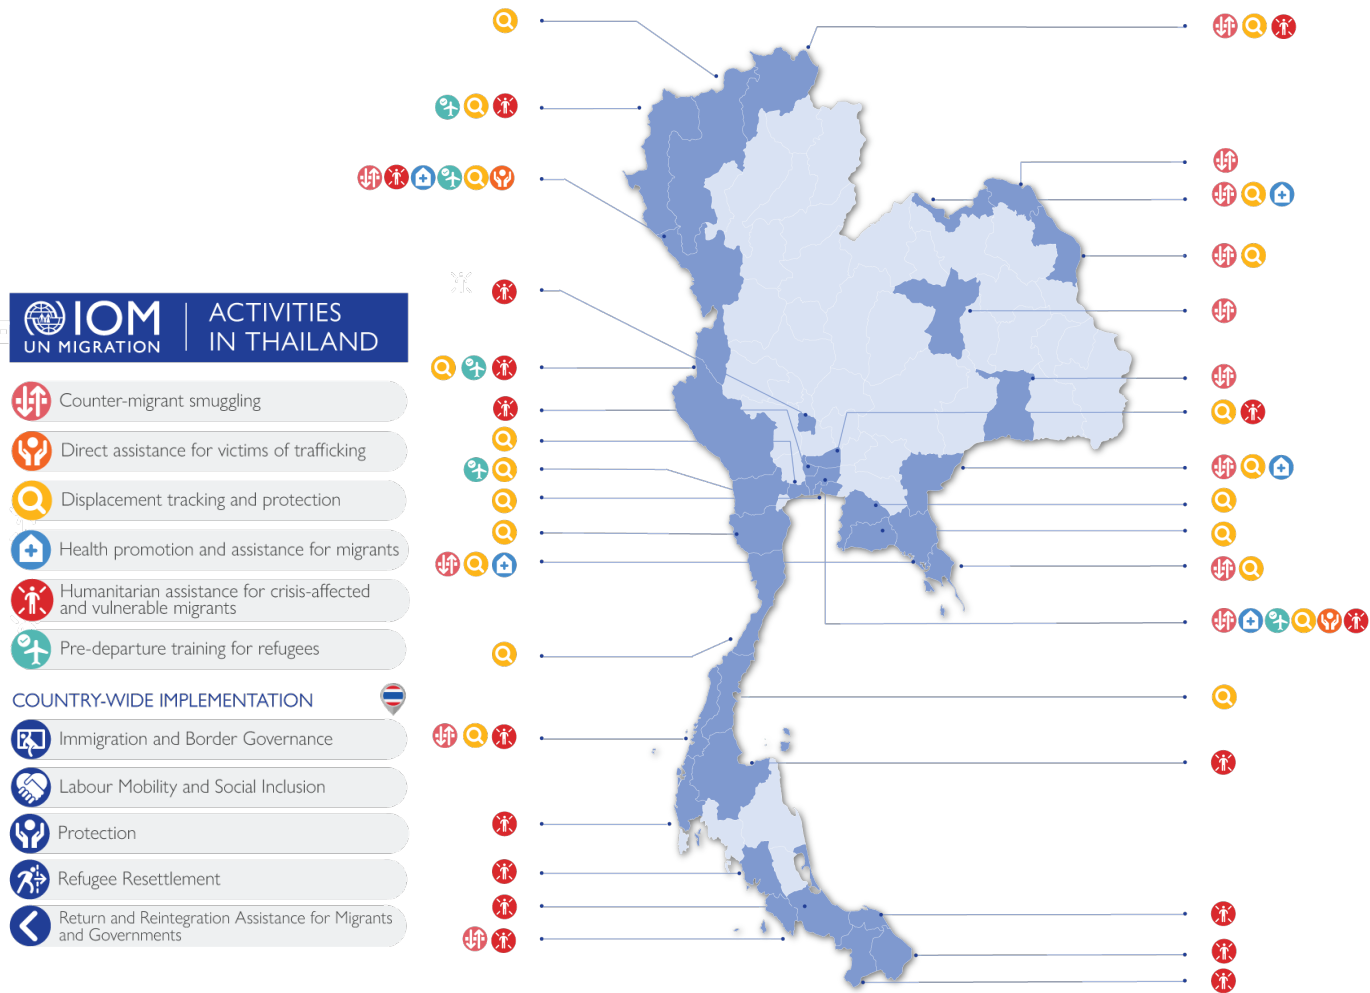 IOM
UN MIGRATION
ACTIVITIES
IN THAILAND
Counter-migrant smuggling
Direct assistance for victims of trafficking
Displacement tracking and protection
Health promotion and assistance for migrants
Humanitarian assistance for crisis-affected
and vulnerable migrants
Pre-departure training for refugees
COUNTRY-WIDE IMPLEMENTATION
Immigration and Border Governance
Labour Mobility and Social Inclusion
Protection
Refugee Resettlement
Return and Reintegration Assistance for Migrants
and Governments